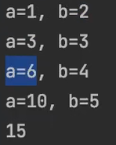 a=1, b=2
a=3, b=3
a=6, b=4
a=10, b=5
15